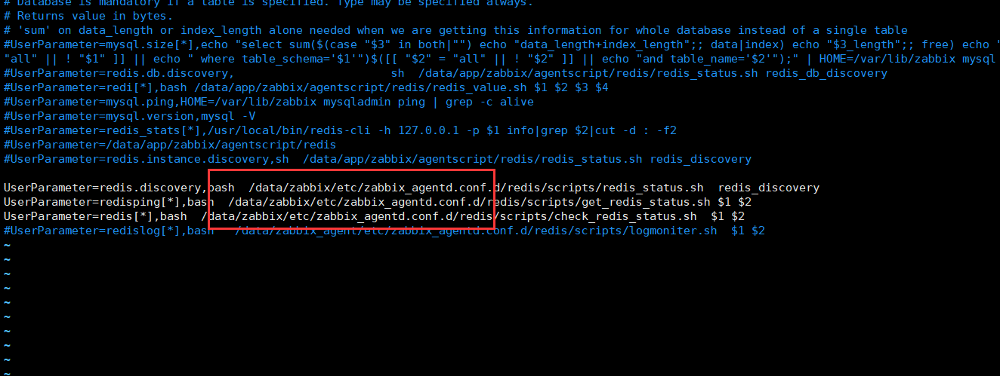 # Database is mandatory if a table is specified. Type may be specified always.
# Returns value in bytes.
# 'sum' on data_length or index_length alone needed when we are getting this information for whole database instead of a single table
#UserParameter=mysql.size[*],echo "select sum($(case "$3" in both|"") echo "data_length+index_length";; data|index) echo "$3_length";; free) echo "
"all" || ! "$1" ]] || echo " where table_schema='$1'")$([[ "$2" = "all" || ! "$2" ]] || echo "and table_name='$2'");" | HOME=/var/lib/zabbix mysql
#UserParameter=redis.db.discovery, sh /data/app/zabbix/agentscript/redis/redis_status.sh redis_db_discovery
#UserParameter=redi[*],bash /data/app/zabbix/agentscript/redis/redis_value.sh $1 $2 $3 $4
#UserParameter=mysql.ping,HOME=/var/lib/zabbix mysqladmin ping | grep -c alive
#UserParameter=mysql.version,mysql -V
#UserParameter=redis_stats[*],/usr/local/bin/redis-cli -h 127.0.0.1 -p $1 info|grep $2|cut -d : -f2
#UserParameter=/data/app/zabbix/agentscript/redis
#UserParameter=redis.instance.discovery,sh  /data/app/zabbix/agentscript/redis/redis_status.sh redis_discovery
UserParameter=redis.discovery,bash  /data/zabbix/etc/zabbix_agentd.conf.d/redis/scripts/redis_status.sh  redis_discovery
UserParameter=redisping[*],bash  /data/zabbix/etc/zabbix_agentd.conf.d/redis/scripts/get_redis_status.sh $1 $2
UserParameter=redis[*],bash  /data/zabbix/etc/zabbix_agentd.conf.d/redis/scripts/check_redis_status.sh  $1 $2
#UserParameter=redislog[*],bash   /data/zabbix_agent/etc/zabbix_agentd.conf.d/redis/scripts/logmoniter.sh  $1 $2
~
~
~
~
~
~
~
~
~
~